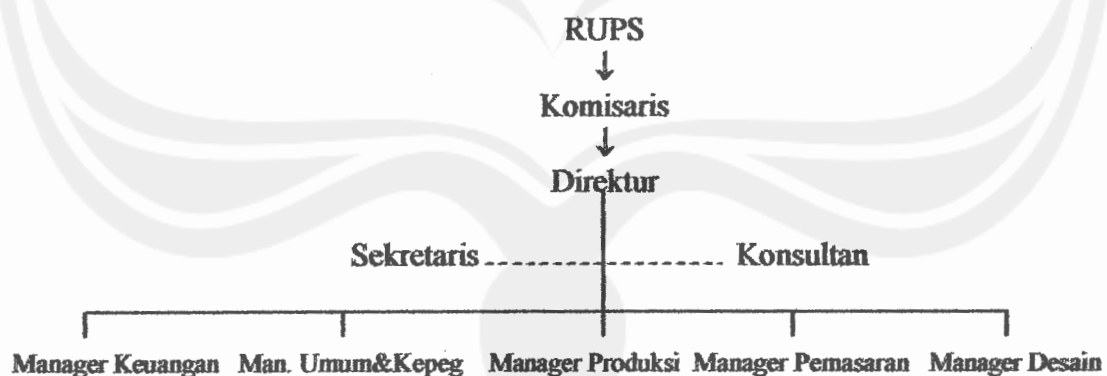 RUPS
Komisaris
Direktur
Sekretaris Konsultan
Manager Keuangan Man. Umum&Kepeg Manager Produksi Manager Pemasaran Manager Desain